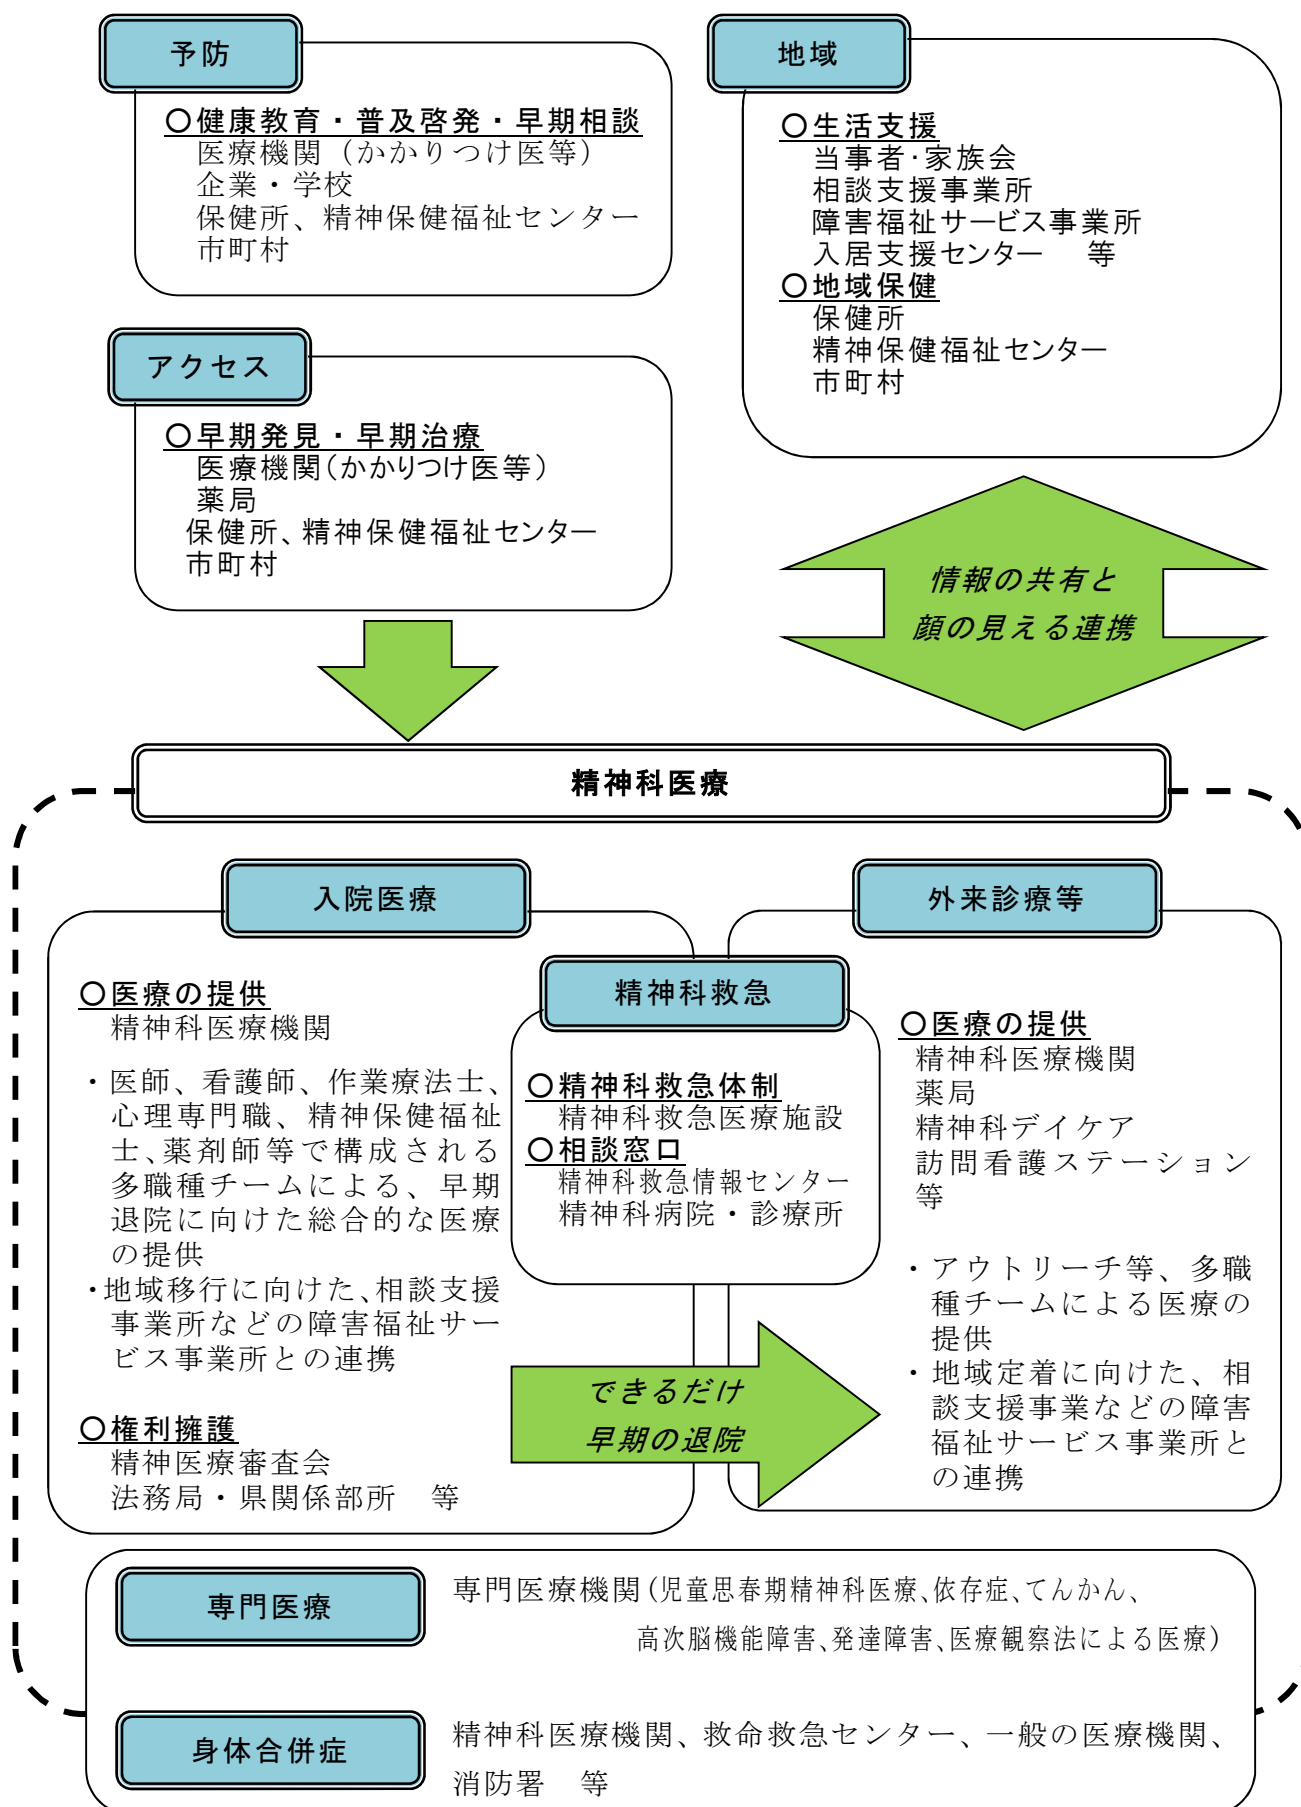 予防
〇健康教育・普及啓発・早期相談
医療機関（かかりつけ医等）
企業・学校
保健所、精神保健福祉センター
市町村
アクセス
〇早期発見・早期治療
医療機関（かかりつけ医等）
薬局
保健所、精神保健福祉センター
市町村
地域
〇生活支援
当事者・家族会
相談支援事業所
障害福祉サービス事業所
入居支援センター　等
〇地域保健
保健所
精神保健福祉センター
市町村
情報の共有と
顔の見える連携
精神科医療
入院医療
〇医療の提供
精神科医療機関
・医師、看護師、作業療法士、
心理専門職、精神保健福祉
士、薬剤師等で構成される
多職種チームによる、早期
退院に向けた総合的な医療
の提供
・地域移行に向けた、相談支援
事業所などの障害福祉サー
ビス事業所との連携
〇権利擁護
精神医療審査会
法務局・県関係部所　等
精神科救急
〇精神科救急体制
精神科救急医療施設
〇相談窓口
精神科救急情報センター
精神科病院・診療所
できるだけ
早期の退院
外来診療等
〇医療の提供
精神科医療機関
薬局
精神科デイケア
訪問看護ステーション
等
・アウトリーチ等、多職
種チームによる医療の
提供
・地域定着に向けた、相
談支援事業などの障害
福祉サービス事業所と
の連携
専門医療
専門医療機関（児童思春期精神科医療、依存症、てんかん、
高次脳機能障害、発達障害、医療観察法による医療）
身体合併症
精神科医療機関、救命救急センター、一般の医療機関、
消防署　等